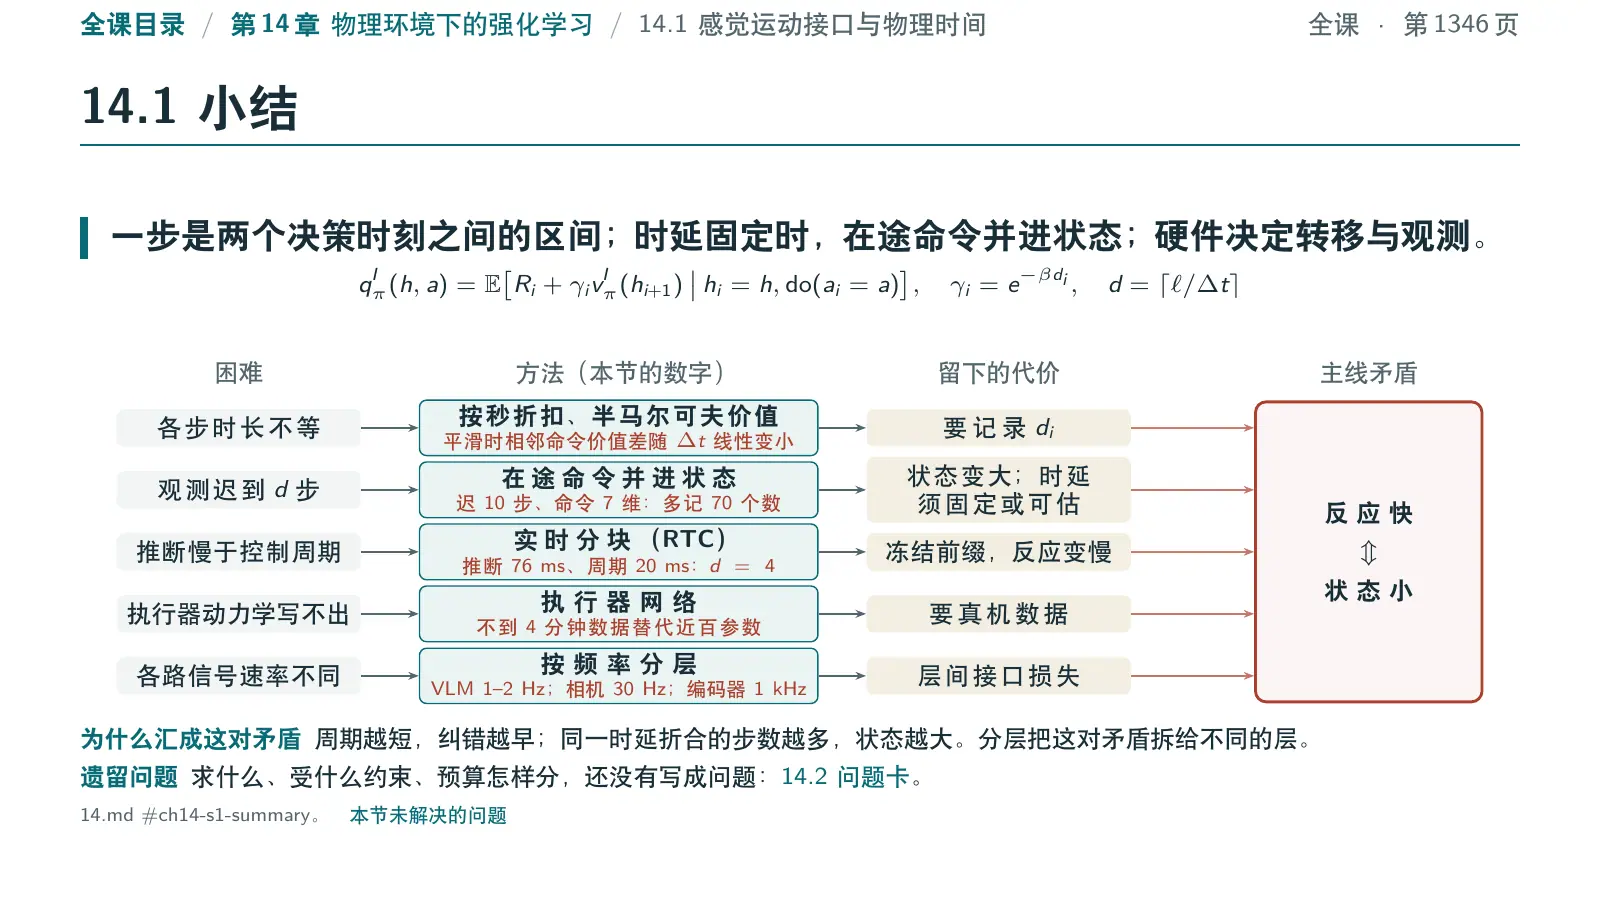 全课目录 / 第 14 章 物理环境下的强化学习 / 14.1 感觉运动接口与物理时间 全课 · 第 1346 页
14.1 小结
一步是两个决策时刻之间的区间；时延固定时，在途命令并进状态；硬件决定转移与观测。
q_π^I(h, a) = 𝔼[R_i + γ_i v_π^I(h_{i+1}) | h_i = h, do(a_i = a)], γ_i = e^{−β d_i}, d = ⌈ℓ/Δt⌉
困难 方法（本节的数字） 留下的代价 主线矛盾
各步时长不等
按秒折扣、半马尔可夫价值
平滑时相邻命令价值差随 Δt 线性变小
要记录 d_i
观测迟到 d 步
在途命令并进状态
迟 10 步、命令 7 维：多记 70 个数
状态变大；时延
须固定或可估
推断慢于控制周期
实时分块（RTC）
推断 76 ms、周期 20 ms：d = 4
冻结前缀，反应变慢
执行器动力学写不出
执行器网络
不到 4 分钟数据替代近百参数
要真机数据
各路信号速率不同
按频率分层
VLM 1–2 Hz；相机 30 Hz；编码器 1 kHz
层间接口损失
反应快
⇕
状态小
为什么汇成这对矛盾 周期越短，纠错越早；同一时延折合的步数越多，状态越大。分层把这对矛盾拆给不同的层。
遗留问题 求什么、受什么约束、预算怎样分，还没有写成问题：14.2 问题卡。
14.md #ch14-s1-summary。 本节未解决的问题